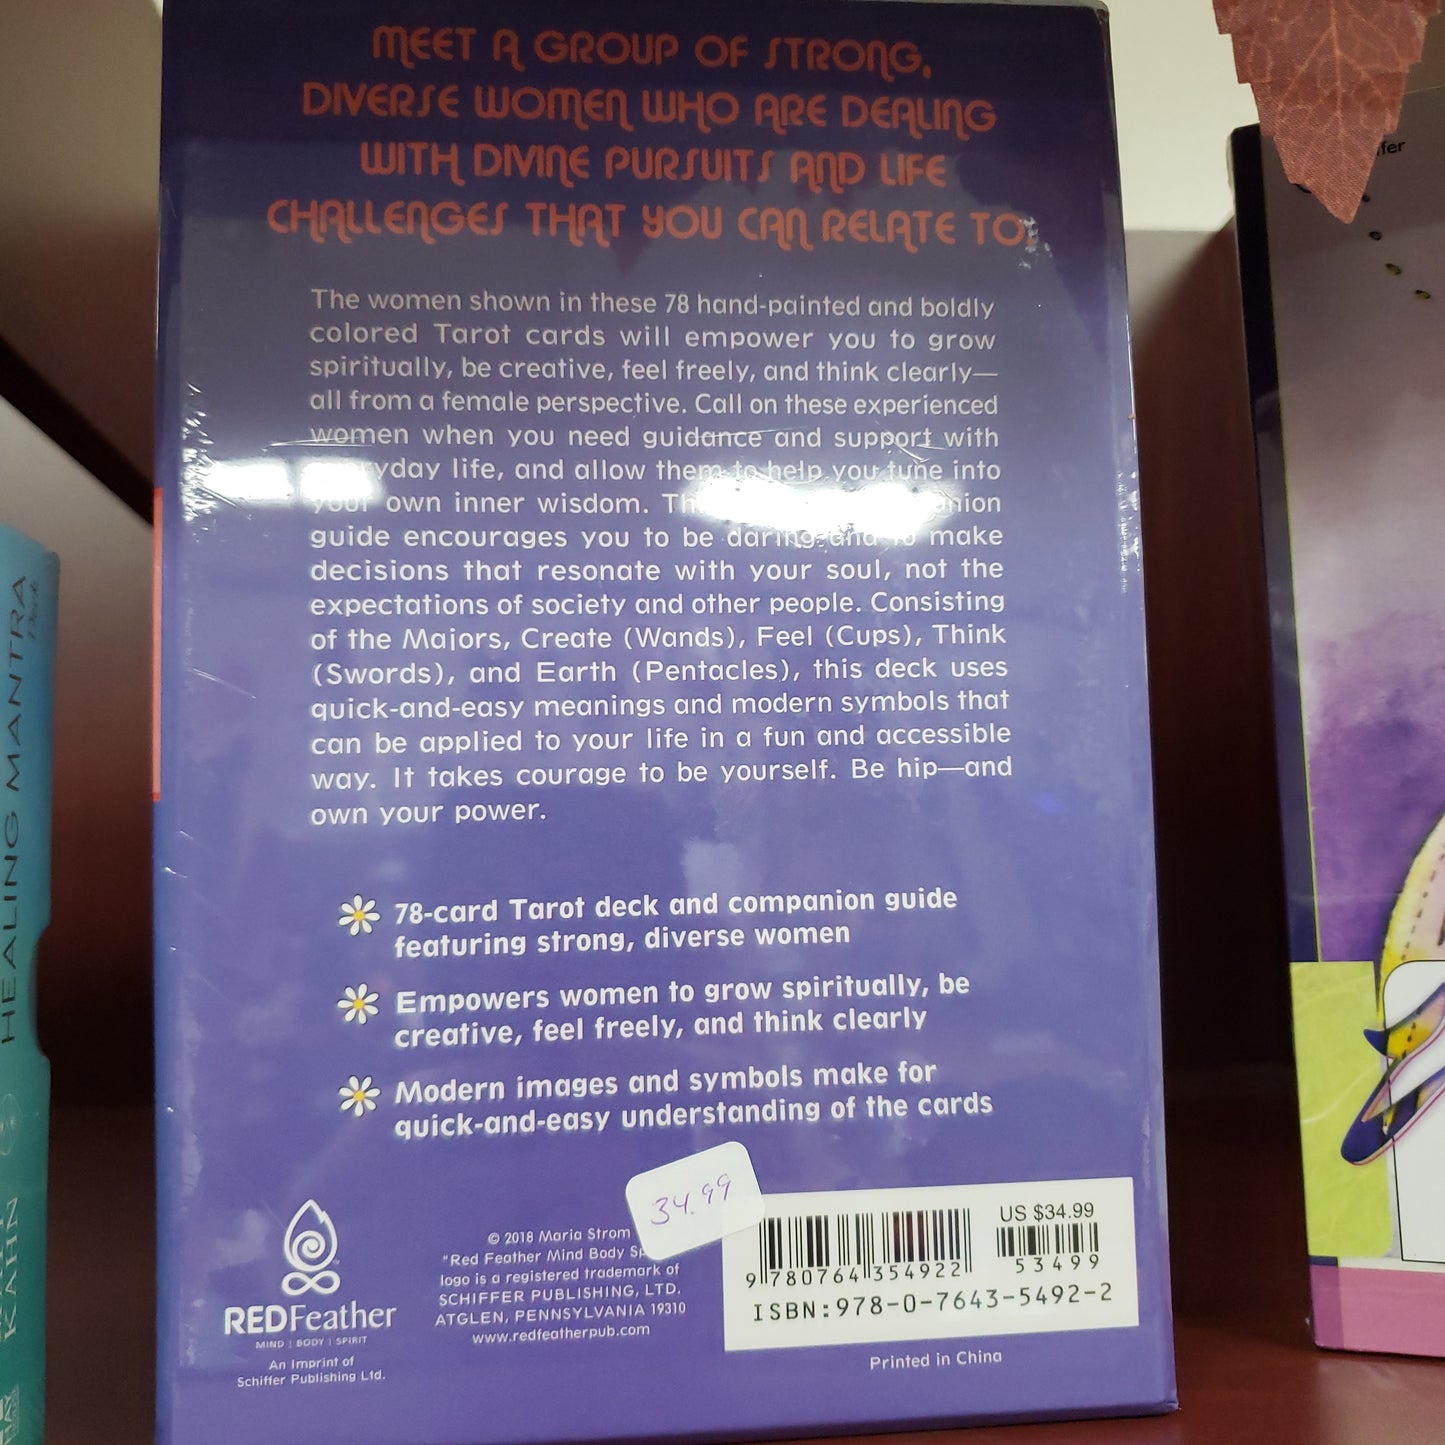 MEET A GROUP OF STRONG,
DIVERSE WOMEN WHO ARE DEALING
WITH DIVINE PURSUITS AND LIFE
CHALLENGES THAT YOU CAN RELATE TO.
The women shown in these 78 hand-painted and boldly
colored Tarot cards will empower you to grow
spiritually, be creative, feel freely, and think clearly—
all from a female perspective. Call on these experienced
women when you need guidance and support with
everyday life, and allow them to help you tune into
your own inner wisdom.
guide encourages you to be daring and to make
decisions that resonate with your soul, not the
expectations of society and other people. Consisting
of the Majors, Create (Wands), Feel (Cups), Think
(Swords), and Earth (Pentacles), this deck uses
quick-and-easy meanings and modern symbols that
can be applied to your life in a fun and accessible
way. It takes courage to be yourself. Be hip—and
own your power.
78-card Tarot deck and companion guide
featuring strong, diverse women
Empowers women to grow spiritually, be
creative, feel freely, and think clearly
Modern images and symbols make for
quick-and-easy understanding of the cards
34.99
REDFeather
MIND | BODY | SPIRIT
An Imprint of
Schiffer Publishing Ltd.
© 2018 Maria Strom
"Red Feather Mind Body
logo is a registered trademark of
SCHIFFER PUBLISHING, LTD.
ATGLEN, PENNSYLVANIA 19310
www.redfeatherpub.com
US $34.99
9 780764 354922
53499
ISBN: 978-0-7643-5492-2
Printed in China
HEALING MANTRA
Deck
KAHN
HAY